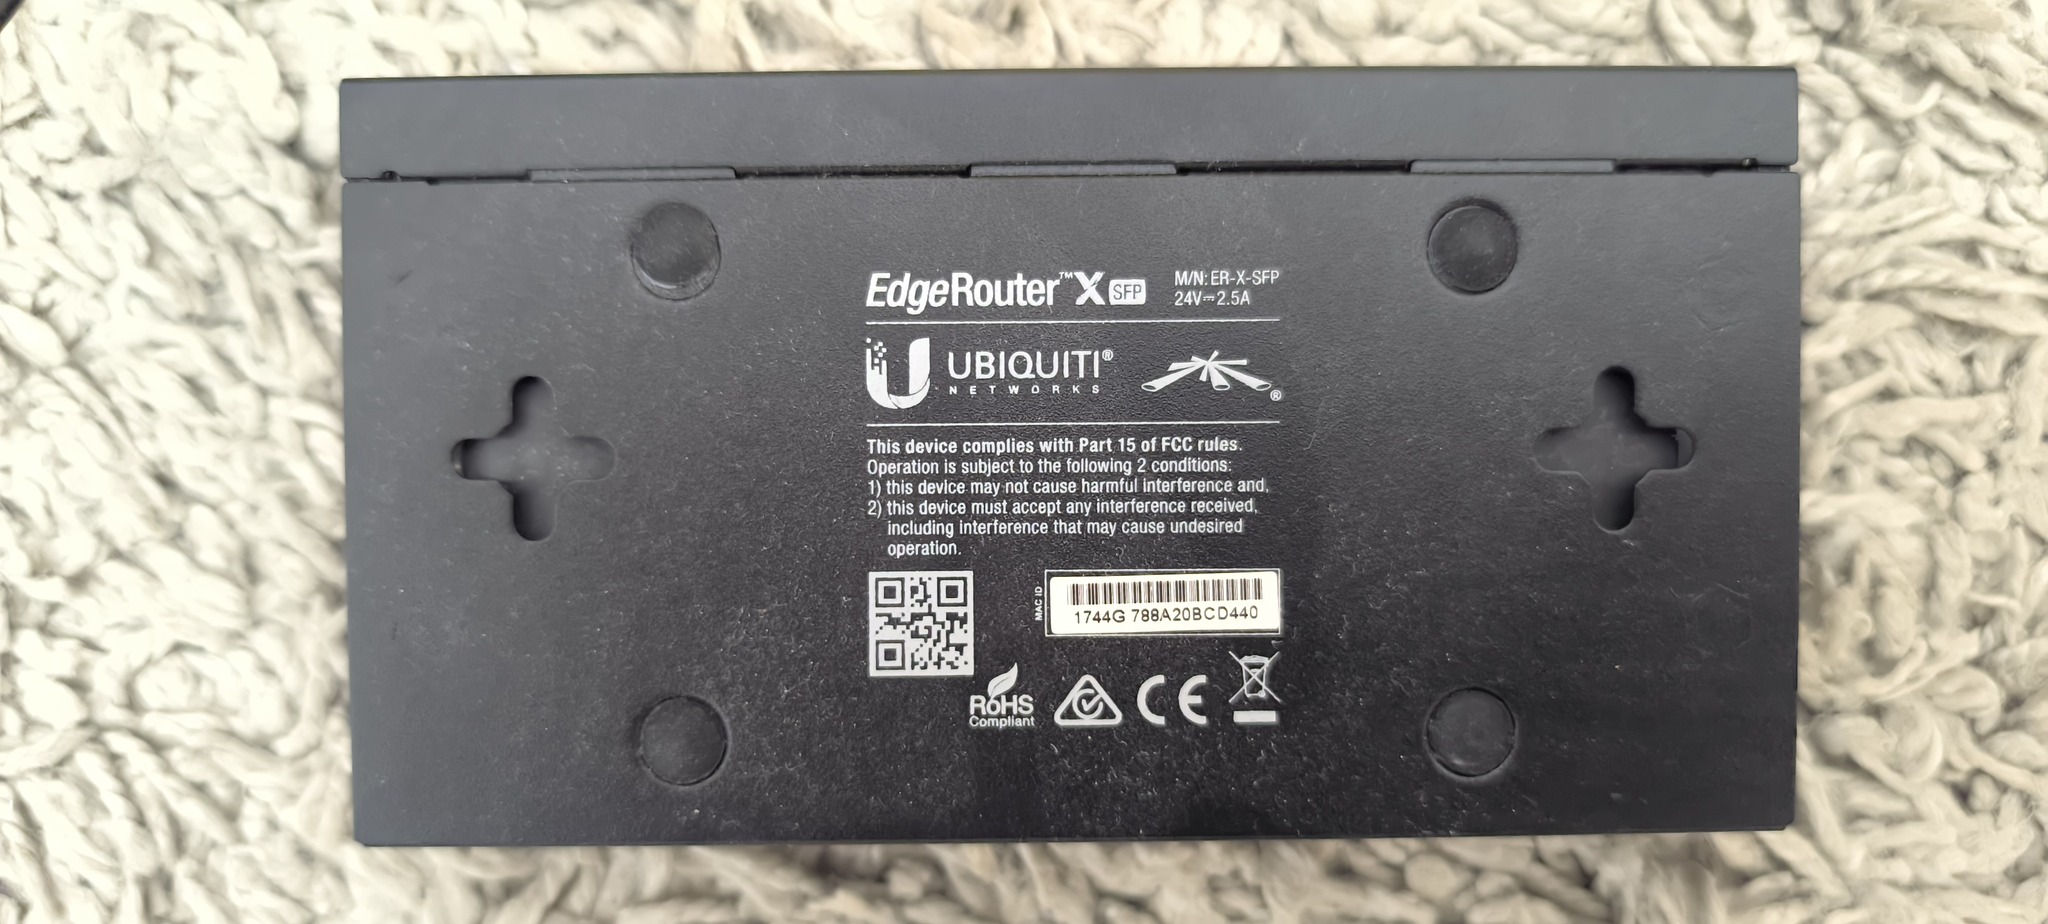 EdgeRouter™ X SFP
M/N: ER-X-SFP
24V⎓2.5A
UBIQUITI®
NETWORKS
®
This device complies with Part 15 of FCC rules.
Operation is subject to the following 2 conditions:
1) this device may not cause harmful interference and,
2) this device must accept any interference received,
including interference that may cause undesired
operation.
MAC ID
1744G 788A20BCD440
RoHS
Compliant
CE